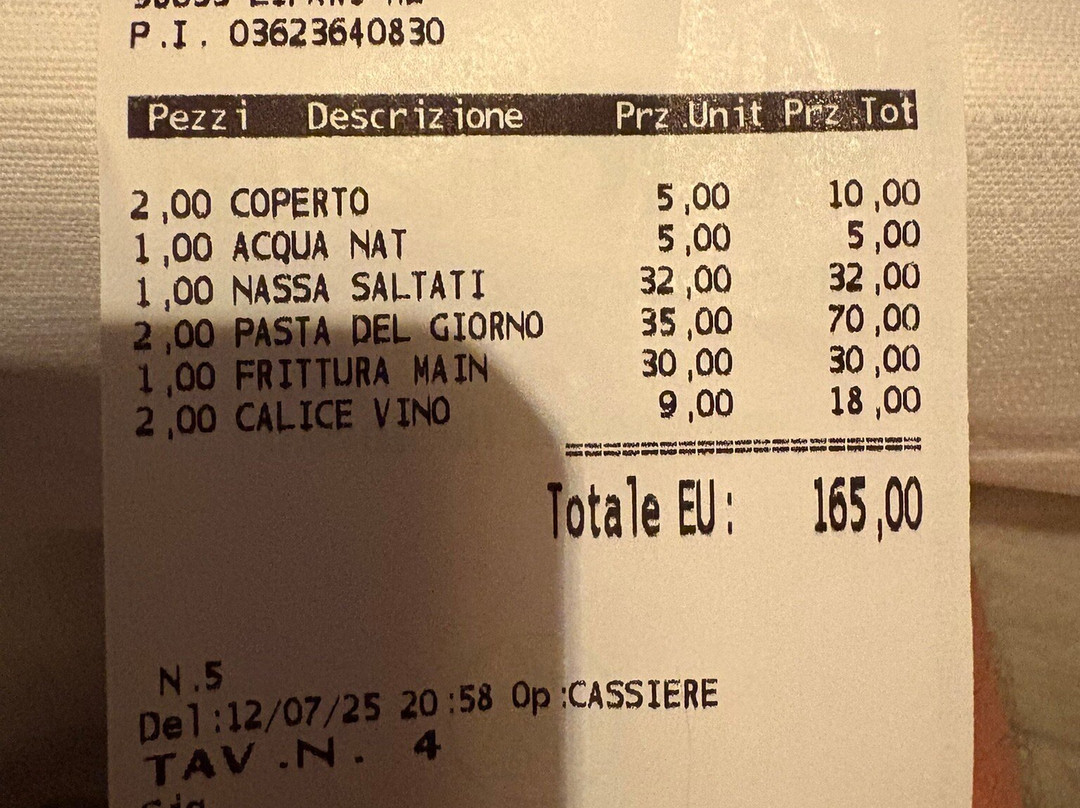 P.I. 03623640830
Pezzi Descrizione Prz.Unit Prz.Tot
2,00 COPERTO 5,00 10,00
1,00 ACQUA NAT 5,00 5,00
1,00 NASSA SALTATI 32,00 32,00
2,00 PASTA DEL GIORNO 35,00 70,00
1,00 FRITTURA MAIN 30,00 30,00
2,00 CALICE VINO 9,00 18,00
Totale EU: 165,00
N.5
Del:12/07/25 20:58 Op:CASSIERE
TAV.N. 4